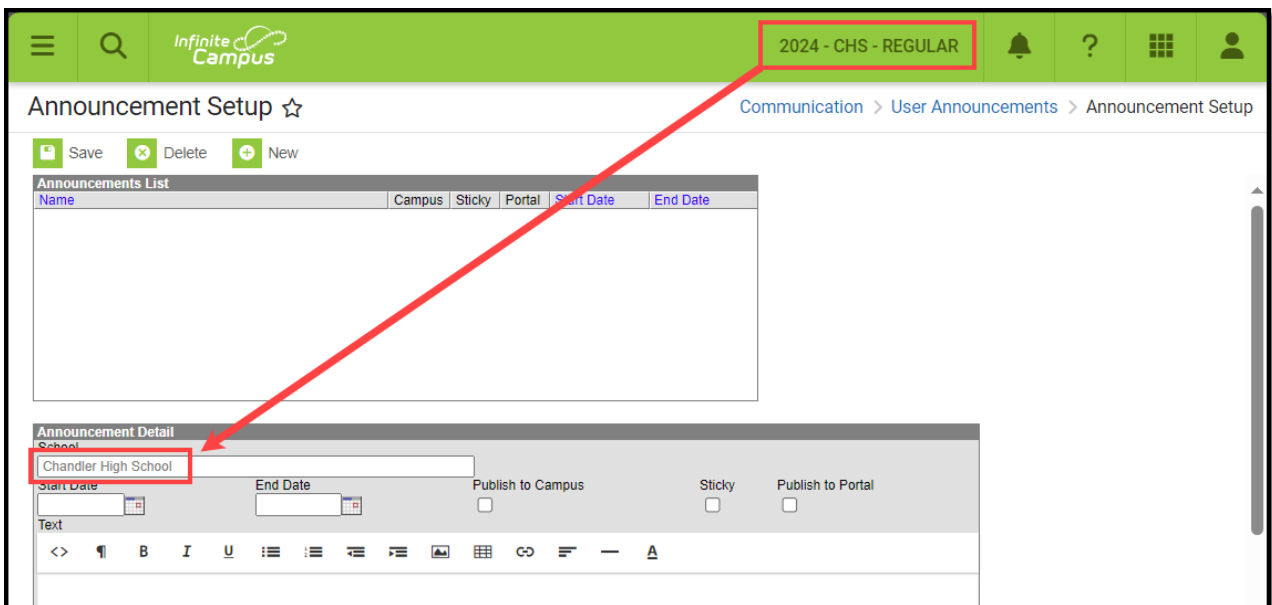 Infinite
Campus
2024 - CHS - REGULAR
?
Announcement Setup
Communication > User Announcements > Announcement Setup
Save Delete New
Announcements List
Name Campus Sticky Portal Start Date End Date
Announcement Detail
School
Chandler High School
Start Date End Date Publish to Campus Sticky Publish to Portal
Text
<> ¶ B I U A